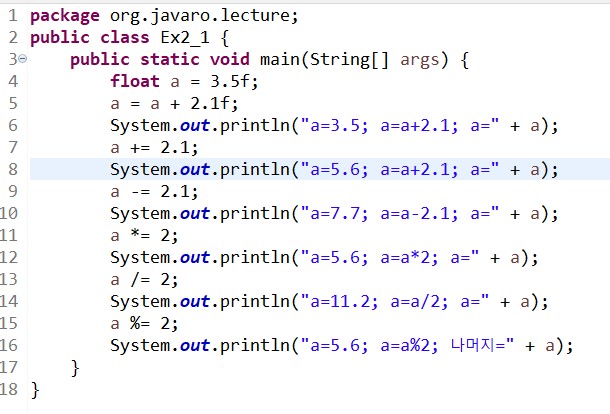 1 package org.javaro.lecture;
2 public class Ex2_1 {
3     public static void main(String[] args) {
4         float a = 3.5f;
5         a = a + 2.1f;
6         System.out.println("a=3.5; a=a+2.1; a=" + a);
7         a += 2.1;
8         System.out.println("a=5.6; a=a+2.1; a=" + a);
9         a -= 2.1;
10         System.out.println("a=7.7; a=a-2.1; a=" + a);
11         a *= 2;
12         System.out.println("a=5.6; a=a*2; a=" + a);
13         a /= 2;
14         System.out.println("a=11.2; a=a/2; a=" + a);
15         a %= 2;
16         System.out.println("a=5.6; a=a%2; 나머지=" + a);
17     }
18 }